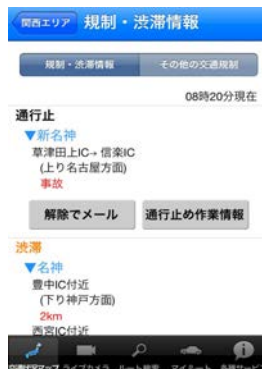 関西エリア
規制・渋滞情報
規制・渋滞情報
その他の交通規制
08時20分現在
通行止
▼新名神
草津田上IC→信楽IC
(上り名古屋方面)
事故
解除でメール
通行止め作業情報
渋滞
▼名神
豊中IC付近
(下り神戸方面)
2km
西宮IC付近
ライブカメラ
ルート検索
マイルート